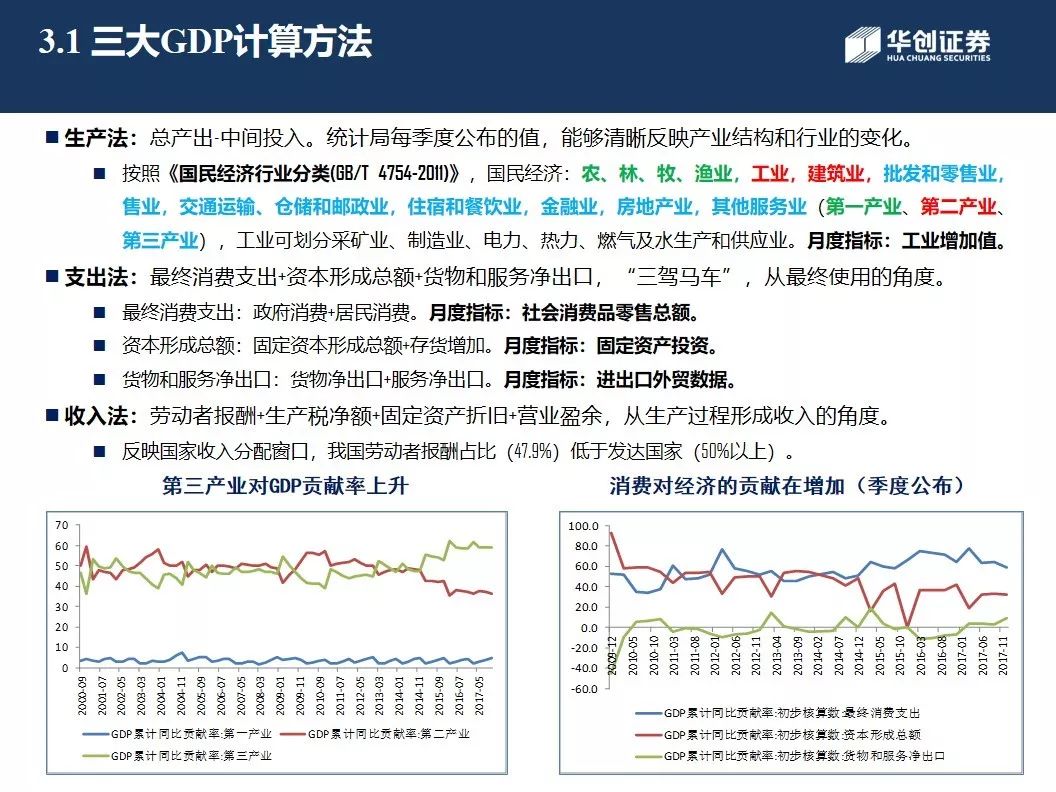 3.1 三大GDP计算方法
华创证券
HUA CHUANG SECURITIES
生产法：总产出-中间投入。统计局每季度公布的值，能够清晰反映产业结构和行业的变化。
按照《国民经济行业分类(GB/T 4754-2011)》，国民经济：农、林、牧、渔业，工业，建筑业，批发和零售业，
售业，交通运输、仓储和邮政业，住宿和餐饮业，金融业，房地产业，其他服务业（第一产业、第二产业、
第三产业），工业可划分采矿业、制造业、电力、热力、燃气及水生产和供应业。月度指标：工业增加值。
支出法：最终消费支出+资本形成总额+货物和服务净出口，“三驾马车”，从最终使用的角度。
最终消费支出：政府消费+居民消费。月度指标：社会消费品零售总额。
资本形成总额：固定资本形成总额+存货增加。月度指标：固定资产投资。
货物和服务净出口：货物净出口+服务净出口。月度指标：进出口外贸数据。
收入法：劳动者报酬+生产税净额+固定资产折旧+营业盈余，从生产过程形成收入的角度。
反映国家收入分配窗口，我国劳动者报酬占比（47.9%）低于发达国家（50%以上）。
第三产业对GDP贡献率上升
70
60
50
40
30
20
10
0
2000-09 2001-07 2002-05 2003-03 2004-01 2004-11 2005-09 2006-07 2007-05 2008-03 2009-01 2009-11 2010-09 2011-07 2012-05 2013-03 2014-01 2014-11 2015-09 2016-07 2017-05
GDP累计同比贡献率:第一产业 GDP累计同比贡献率:第二产业
GDP累计同比贡献率:第三产业
消费对经济的贡献在增加（季度公布）
100.0
80.0
60.0
40.0
20.0
0.0
-20.0
-40.0
-60.0
2009-12 2010-05 2010-10 2011-03 2011-08 2012-01 2012-06 2012-11 2013-04 2013-09 2014-02 2014-07 2014-12 2015-05 2015-10 2016-03 2016-08 2017-01 2017-06 2017-11
GDP累计同比贡献率:初步核算数:最终消费支出
GDP累计同比贡献率:初步核算数:资本形成总额
GDP累计同比贡献率:初步核算数:货物和服务净出口